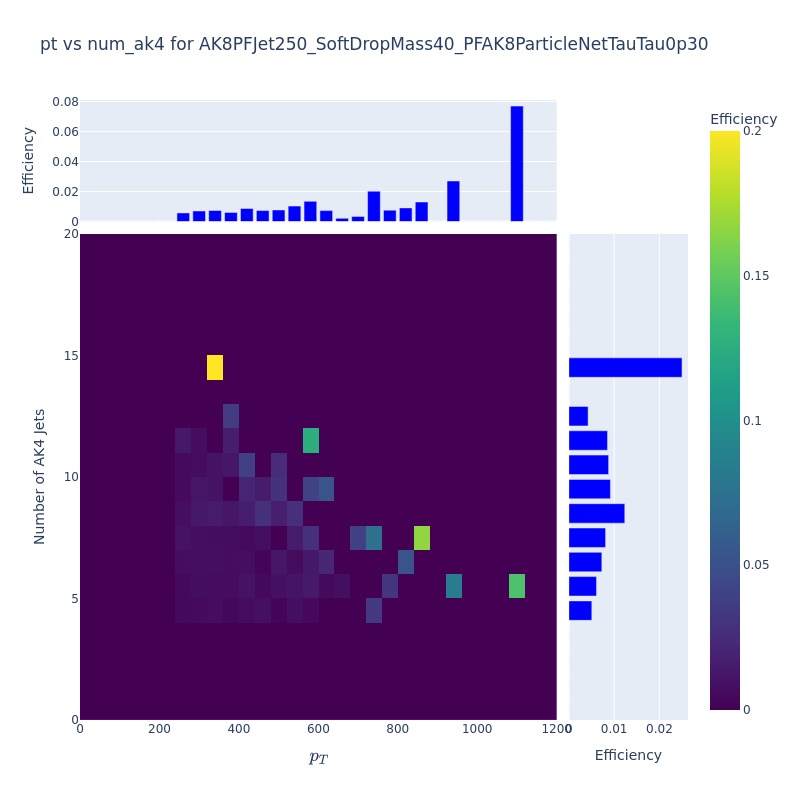 pt vs num_ak4 for AK8PFJet250_SoftDropMass40_PFAK8ParticleNetTauTau0p30
Efficiency
0.08
0.06
0.04
0.02
0
Efficiency
0.2
0.15
0.1
0.05
0
Number of AK4 Jets
20
15
10
5
0
0 200 400 600 800 1000 1200
p_T
0 0.01 0.02
Efficiency